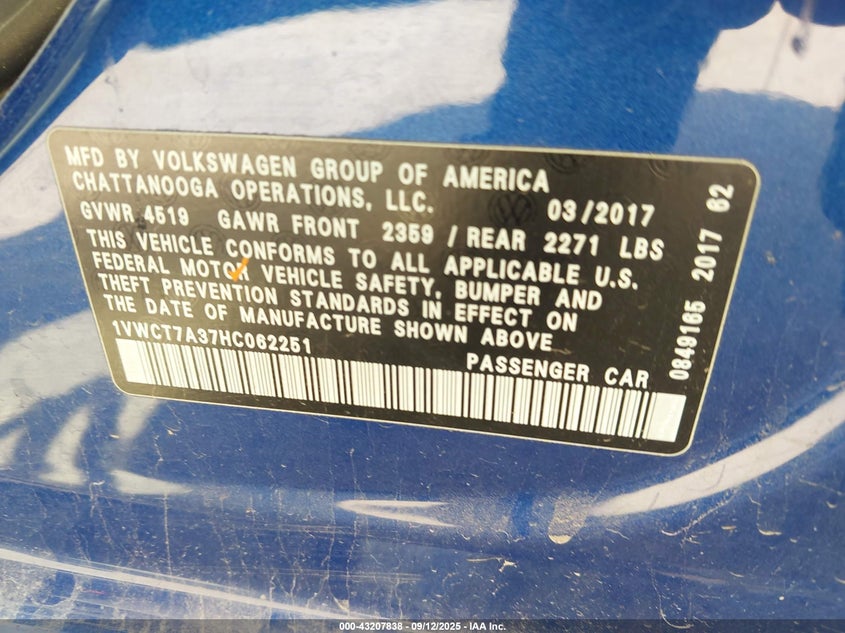 MFD BY VOLKSWAGEN GROUP OF AMERICA
CHATTANOOGA OPERATIONS, LLC. 03/2017
GVWR 4519 GAWR FRONT 2359 / REAR 2271 LBS
THIS VEHICLE CONFORMS TO ALL APPLICABLE U.S.
FEDERAL MOTOR VEHICLE SAFETY, BUMPER AND
THEFT PREVENTION STANDARDS IN EFFECT ON
THE DATE OF MANUFACTURE SHOWN ABOVE
1VWCT7A37HC062251 PASSENGER CAR
0849165 2017 62
000-43207838 - 09/12/2025 - IAA Inc.